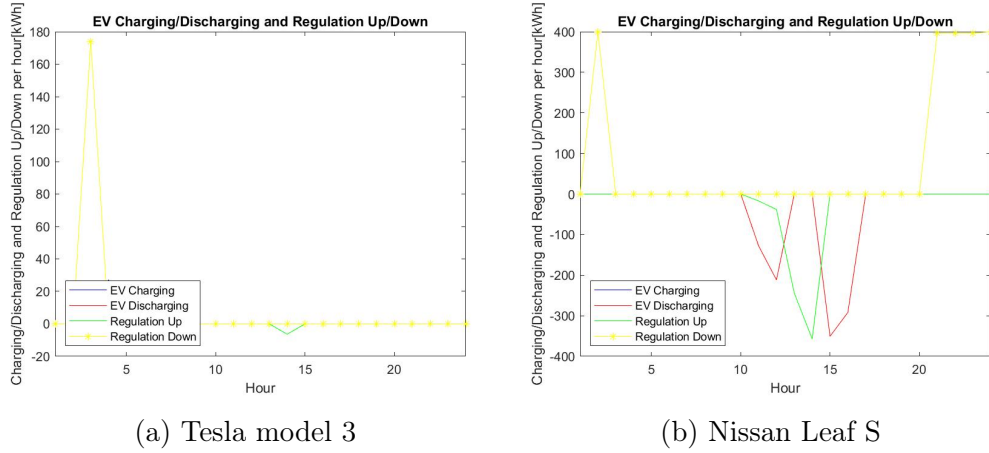 EV Charging/Discharging and Regulation Up/Down
Charging/Discharging and Regulation Up/Down per hour[kWh]
180
160
140
120
100
80
60
40
20
0
-20
5
10
15
20
Hour
EV Charging
EV Discharging
Regulation Up
Regulation Down
(a) Tesla model 3
EV Charging/Discharging and Regulation Up/Down
Charging/Discharging and Regulation Up/Down per hour[kWh]
400
300
200
100
0
-100
-200
-300
-400
5
10
15
20
Hour
EV Charging
EV Discharging
Regulation Up
Regulation Down
(b) Nissan Leaf S